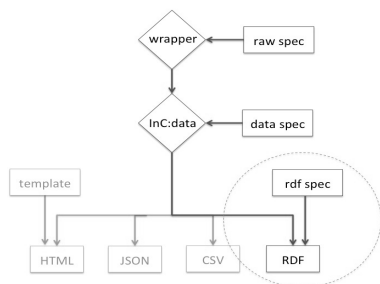 wrapper
raw spec
InC:data
data spec
template
rdf spec
HTML
JSON
CSV
RDF